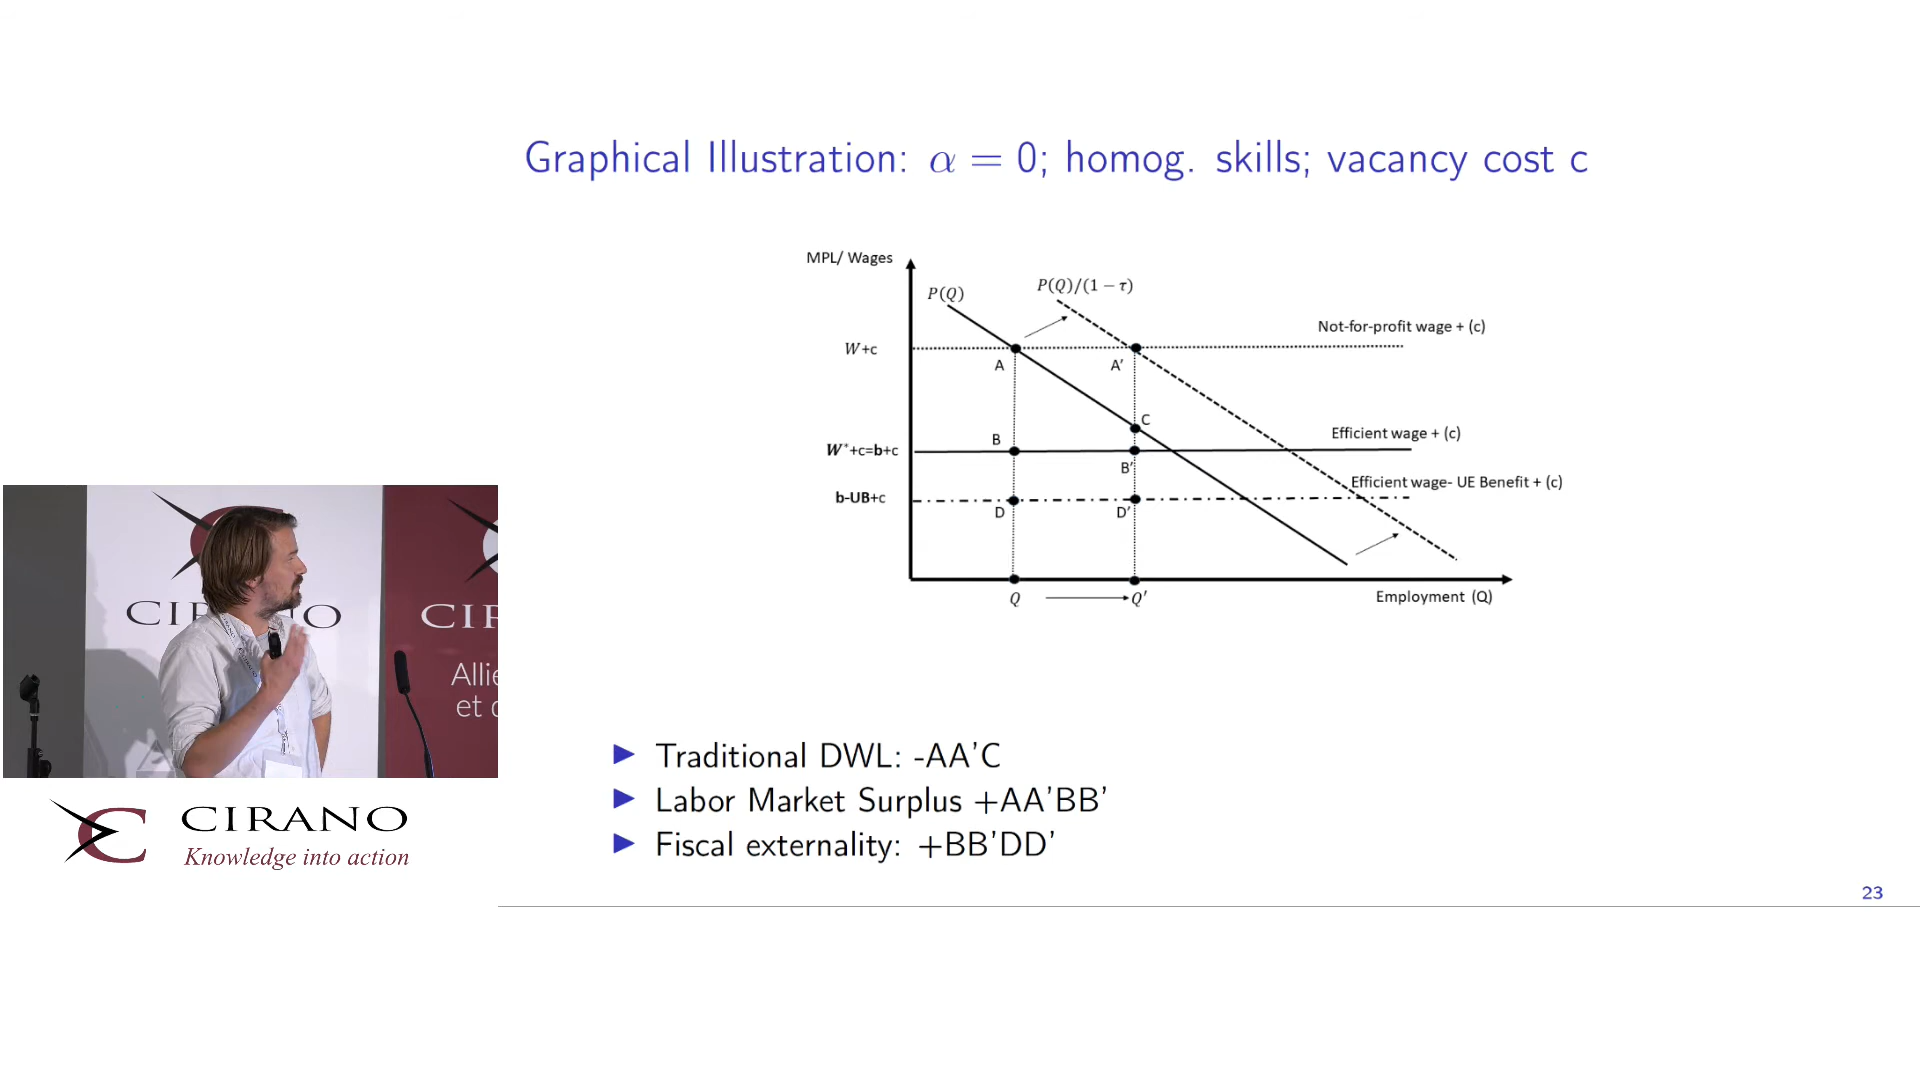 Graphical Illustration: α = 0; homog. skills; vacancy cost c
MPL/ Wages
P(Q)
P(Q)/(1 − τ)
Not-for-profit wage + (c)
W+c
A
A′
C
Efficient wage + (c)
B
W*+c=b+c
B′
Efficient wage- UE Benefit + (c)
b-UB+c
D
D′
Q
Q′
Employment (Q)
▶ Traditional DWL: -AA'C
▶ Labor Market Surplus +AA'BB'
▶ Fiscal externality: +BB'DD'
23
CIRANO
CIR
Allié
et d
CIRANO
Knowledge into action